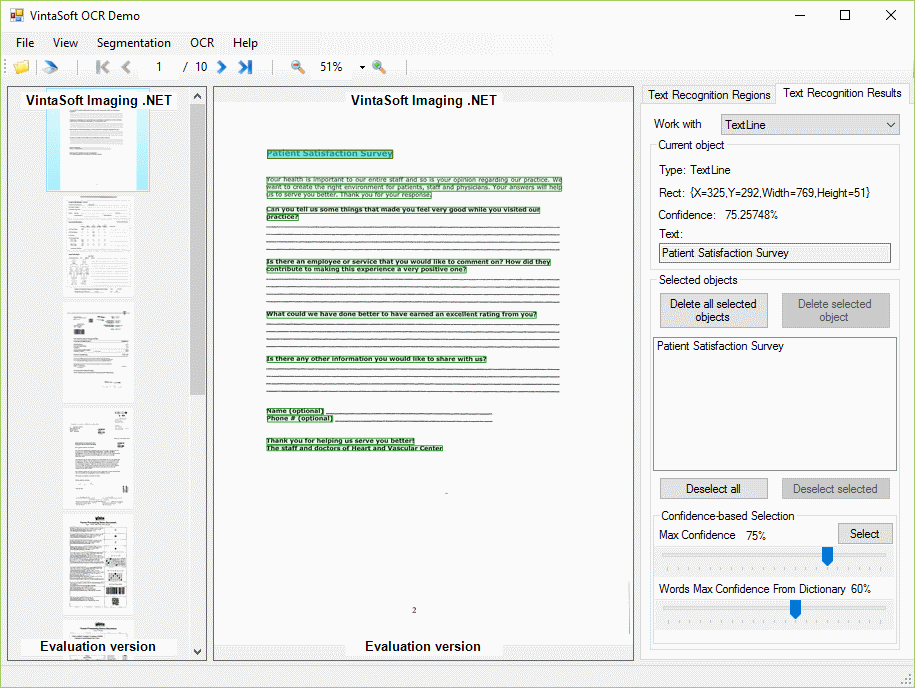 VintaSoft OCR Demo
File View Segmentation OCR Help
1 / 10 51%
VintaSoft Imaging .NET
Evaluation version
VintaSoft Imaging .NET
Patient Satisfaction Survey
Your health is important to our entire staff and so is your opinion regarding our practice. We
want to create the right environment for patients, staff and physicians. Your answers will help
us to serve you better. Thank you for your response.
Can you tell us some things that made you feel very good while you visited our
practice?
Is there an employee or service that you would like to comment on? How did they
contribute to making this experience a very positive one?
What could we have done better to have earned an excellent rating from you?
Is there any other information you would like to share with us?
Name (optional)
Phone # (optional)
Thank you for helping us serve you better!
The staff and doctors of Heart and Vascular Center
2
Evaluation version
Text Recognition Regions Text Recognition Results
Work with TextLine
Current object
Type: TextLine
Rect: {X=325,Y=292,Width=769,Height=51}
Confidence: 75.25748%
Text:
Patient Satisfaction Survey
Selected objects
Delete all selected
objects
Delete selected
object
Patient Satisfaction Survey
Deselect all Deselect selected
Confidence-based Selection
Max Confidence 75% Select
Words Max Confidence From Dictionary 60%